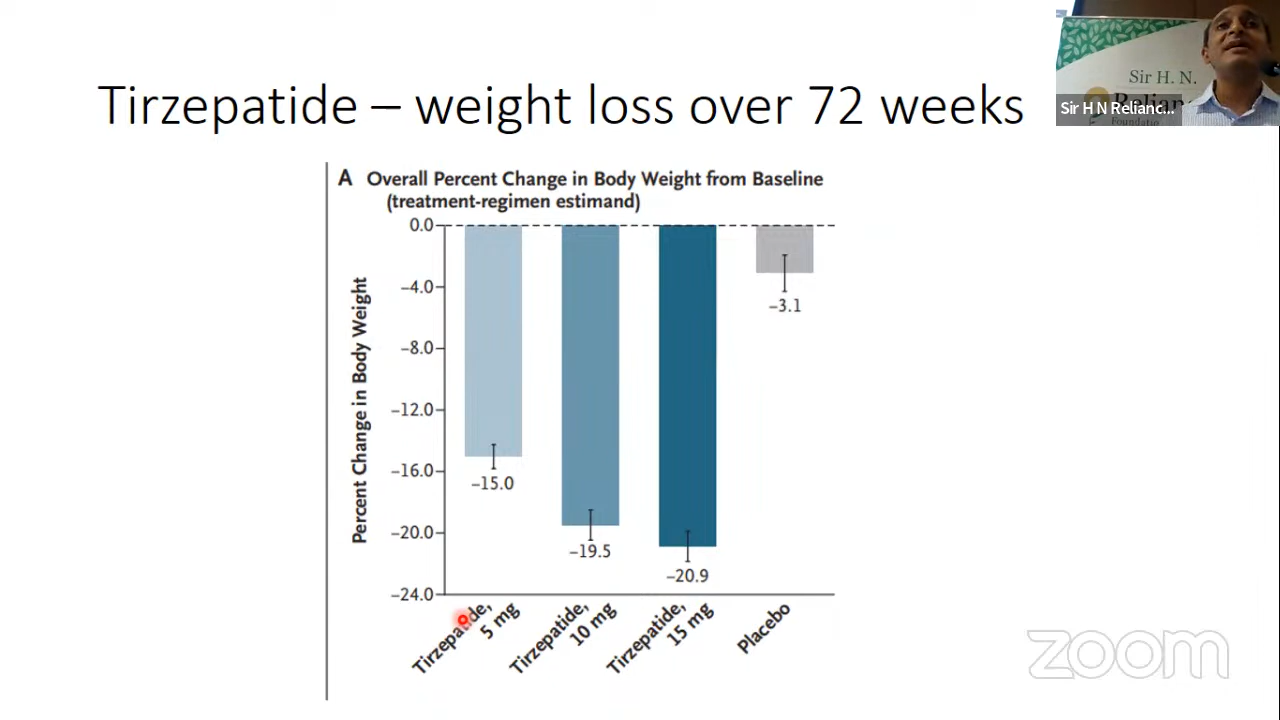 Tirzepatide – weight loss over 72 weeks
Sir H. N.
Sir H N Relianc...
Foundatio
A Overall Percent Change in Body Weight from Baseline
(treatment-regimen estimand)
Percent Change in Body Weight
0.0
–4.0
–8.0
–12.0
–16.0
–20.0
–24.0
–15.0
–19.5
–20.9
–3.1
Tirzepatide,
5 mg
Tirzepatide,
10 mg
Tirzepatide,
15 mg
Placebo
zoom